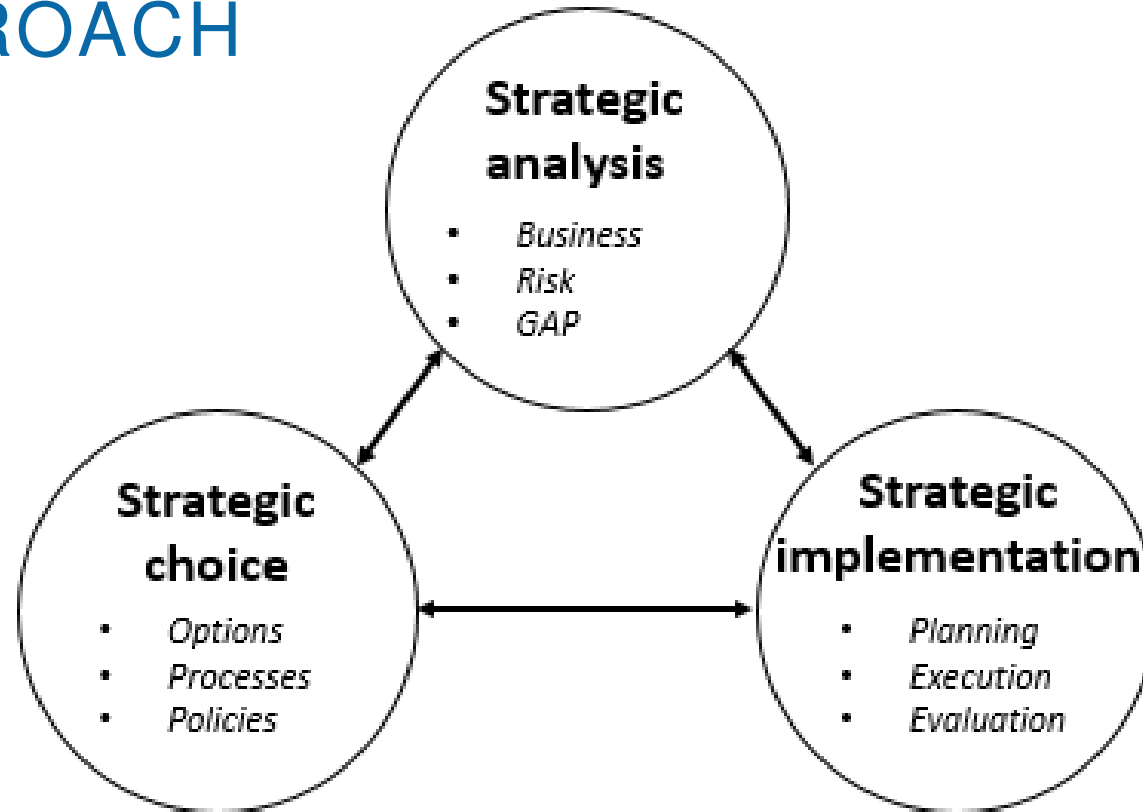 ROACH
Strategic
analysis
• Business
• Risk
• GAP
Strategic
choice
• Options
• Processes
• Policies
Strategic
implementation
• Planning
• Execution
• Evaluation